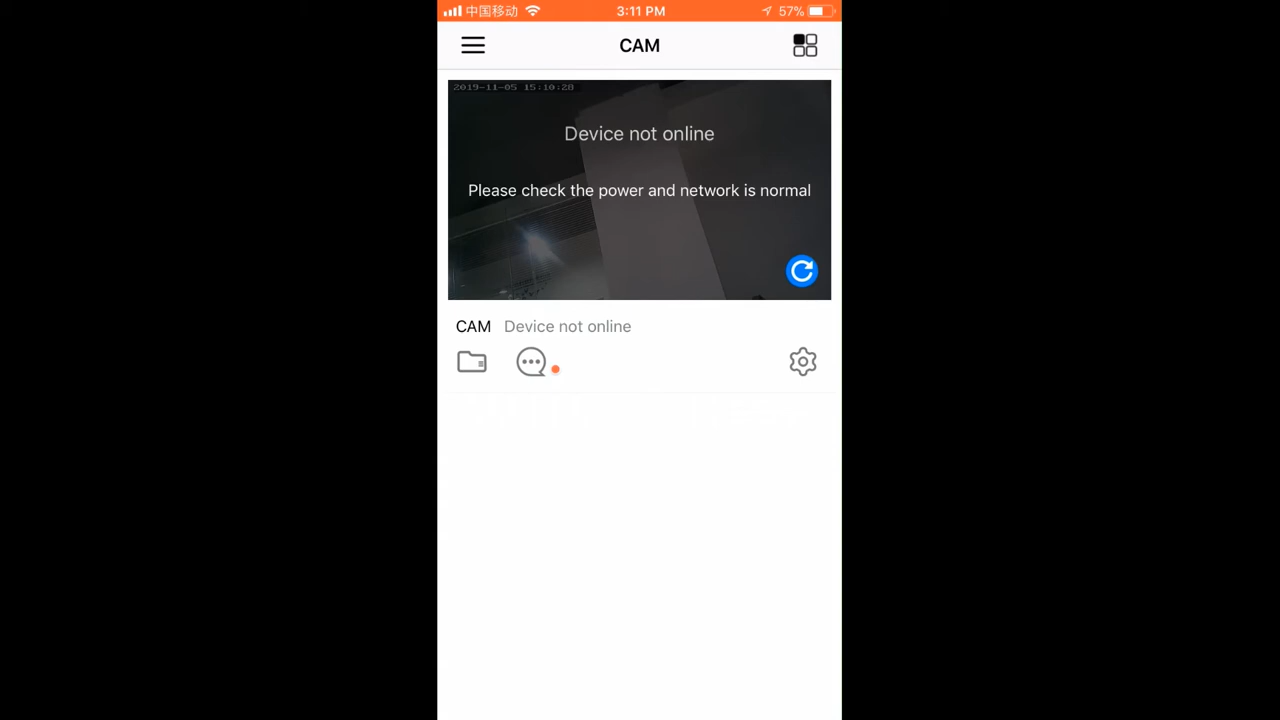 中国移动 3:11 PM 57%
CAM
2019-11-05 15:10:28
Device not online
Please check the power and network is normal
CAM Device not online